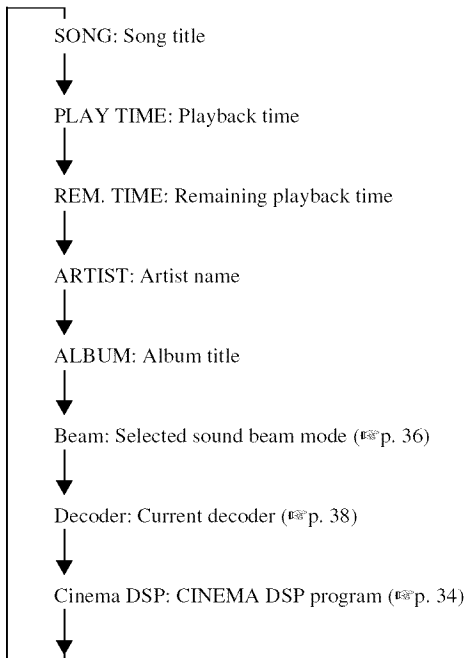 SONG: Song title
PLAY TIME: Playback time
REM. TIME: Remaining playback time
ARTIST: Artist name
ALBUM: Album title
Beam: Selected sound beam mode (☞p. 36)
Decoder: Current decoder (☞p. 38)
Cinema DSP: CINEMA DSP program (☞p. 34)